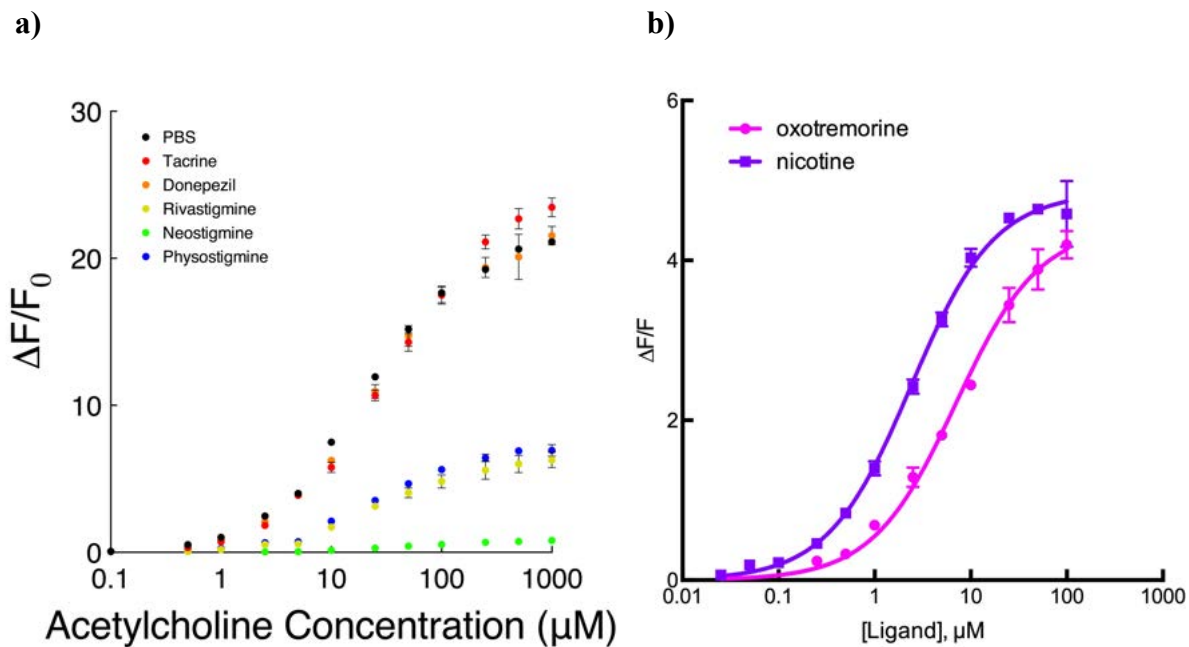 a)
30
20
10
0
ΔF/F0
PBS
Tacrine
Donepezil
Rivastigmine
Neostigmine
Physostigmine
0.1 1 10 100 1000
Acetylcholine Concentration (μM)
b)
6
4
2
0
ΔF/F
oxotremorine
nicotine
0.01 0.1 1 10 100 1000
[Ligand], μM